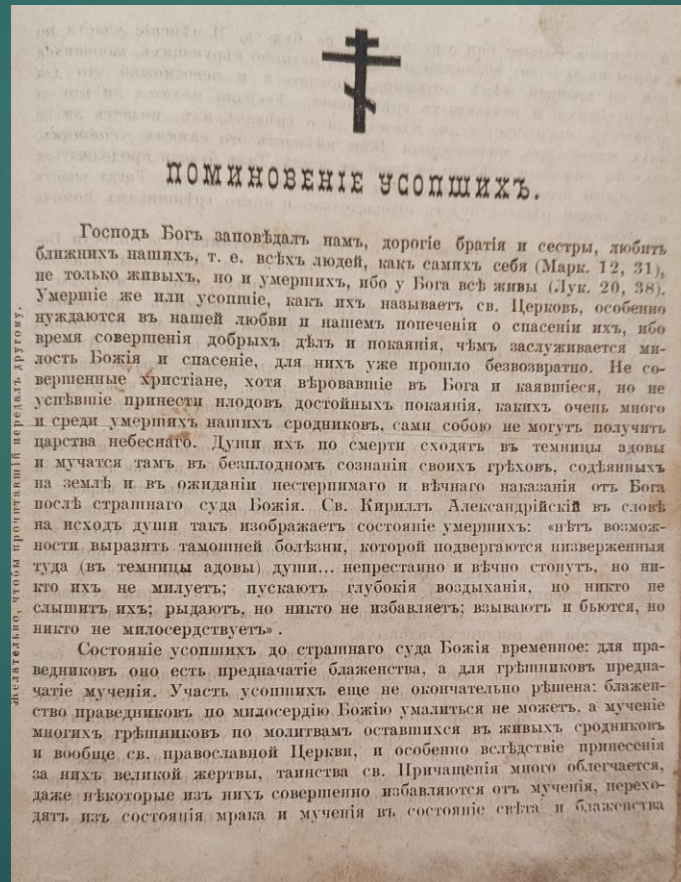 ПОМИНОВЕНІЕ УСОПШИХЪ.
Господь Богъ заповѣдалъ намъ, дорогіе братія и сестры, любить
ближнихъ нашихъ, т. е. всѣхъ людей, какъ самихъ себя (Марк. 12, 31),
не только живыхъ, но и умершихъ, ибо у Бога всѣ живы (Лук. 20, 38).
Умершіе же или усопшіе, какъ ихъ называетъ св. Церковь, особенно
нуждаются въ нашей любви и нашемъ попеченіи о спасеніи ихъ, ибо
время совершенія добрыхъ дѣлъ и покаянія, чѣмъ заслуживается ми-
лость Божія и спасеніе, для нихъ уже прошло безвозвратно. Не со-
вершенные христіане, хотя вѣровавшіе въ Бога и каявшіеся, но не
успѣвшіе принести плодовъ достойныхъ покаянія, какихъ очень много
и среди умершихъ нашихъ сродниковъ, сами собою не могутъ получить
царства небеснаго. Души ихъ по смерти сходятъ въ темницы адовы
и мучатся тамъ въ безплодномъ сознаніи своихъ грѣховъ, содѣянныхъ
на землѣ и въ ожиданіи нестерпимаго и вѣчнаго наказанія отъ Бога
послѣ страшнаго суда Божія. Св. Кириллъ Александрійскій въ словѣ
на исходъ души такъ изображаетъ состояніе умершихъ: «нѣтъ возмож-
ности выразить тамошней болѣзни, которой подвергаются низверженныя
туда (въ темницы адовы) души... непрестанно и вѣчно стонутъ, но ни-
кто ихъ не милуетъ; пускаютъ глубокія воздыханія, но никто не
слышитъ ихъ; рыдаютъ, но никто не избавляетъ; взываютъ и бьются, но
никто не милосердствуетъ».
Состояніе усопшихъ до страшнаго суда Божія временное: для пра-
ведниковъ оно есть предначатіе блаженства, а для грѣшниковъ предна-
чатіе мученія. Участь усопшихъ еще не окончательно рѣшена: блажен-
ство праведниковъ по милосердію Божію умалиться не можетъ, а мученіе
многихъ грѣшниковъ по молитвамъ оставшихся въ живыхъ сродниковъ
и вообще св. православной Церкви, и особенно вслѣдствіе принесенія
за нихъ великой жертвы, таинства св. Причащенія много облегчается,
даже нѣкоторые изъ нихъ совершенно избавляются отъ мученія, перехо-
дятъ изъ состоянія мрака и мученія въ состояніе свѣта и блаженства
Желательно, чтобы прочитавшій передалъ другому.